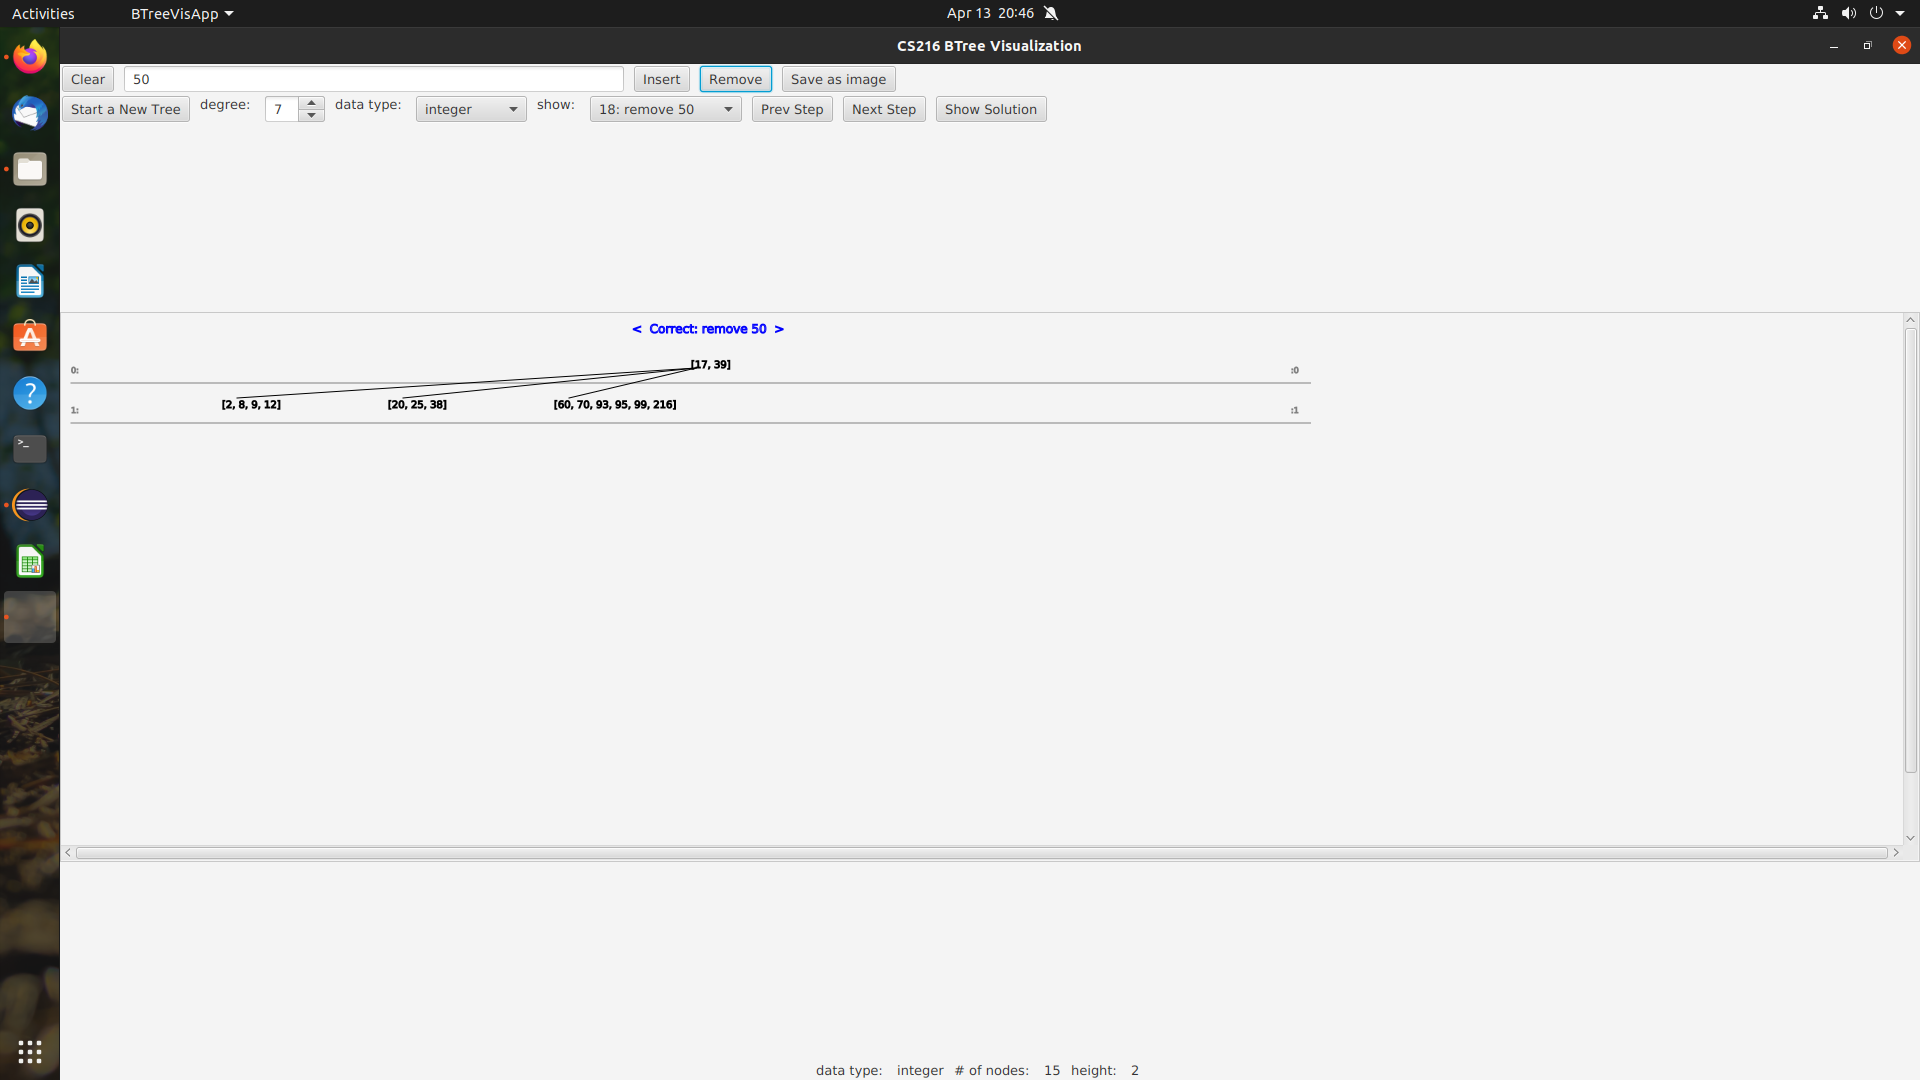 Activities BTreeVisApp Apr 13 20:46
CS216 BTree Visualization
Clear 50 Insert Remove Save as image
Start a New Tree degree: 7 data type: integer show: 18: remove 50 Prev Step Next Step Show Solution
< Correct: remove 50 >
[17, 39]
0: :0
[2, 8, 9, 12] [20, 25, 38] [60, 70, 93, 95, 99, 216]
1: :1
data type: integer # of nodes: 15 height: 2